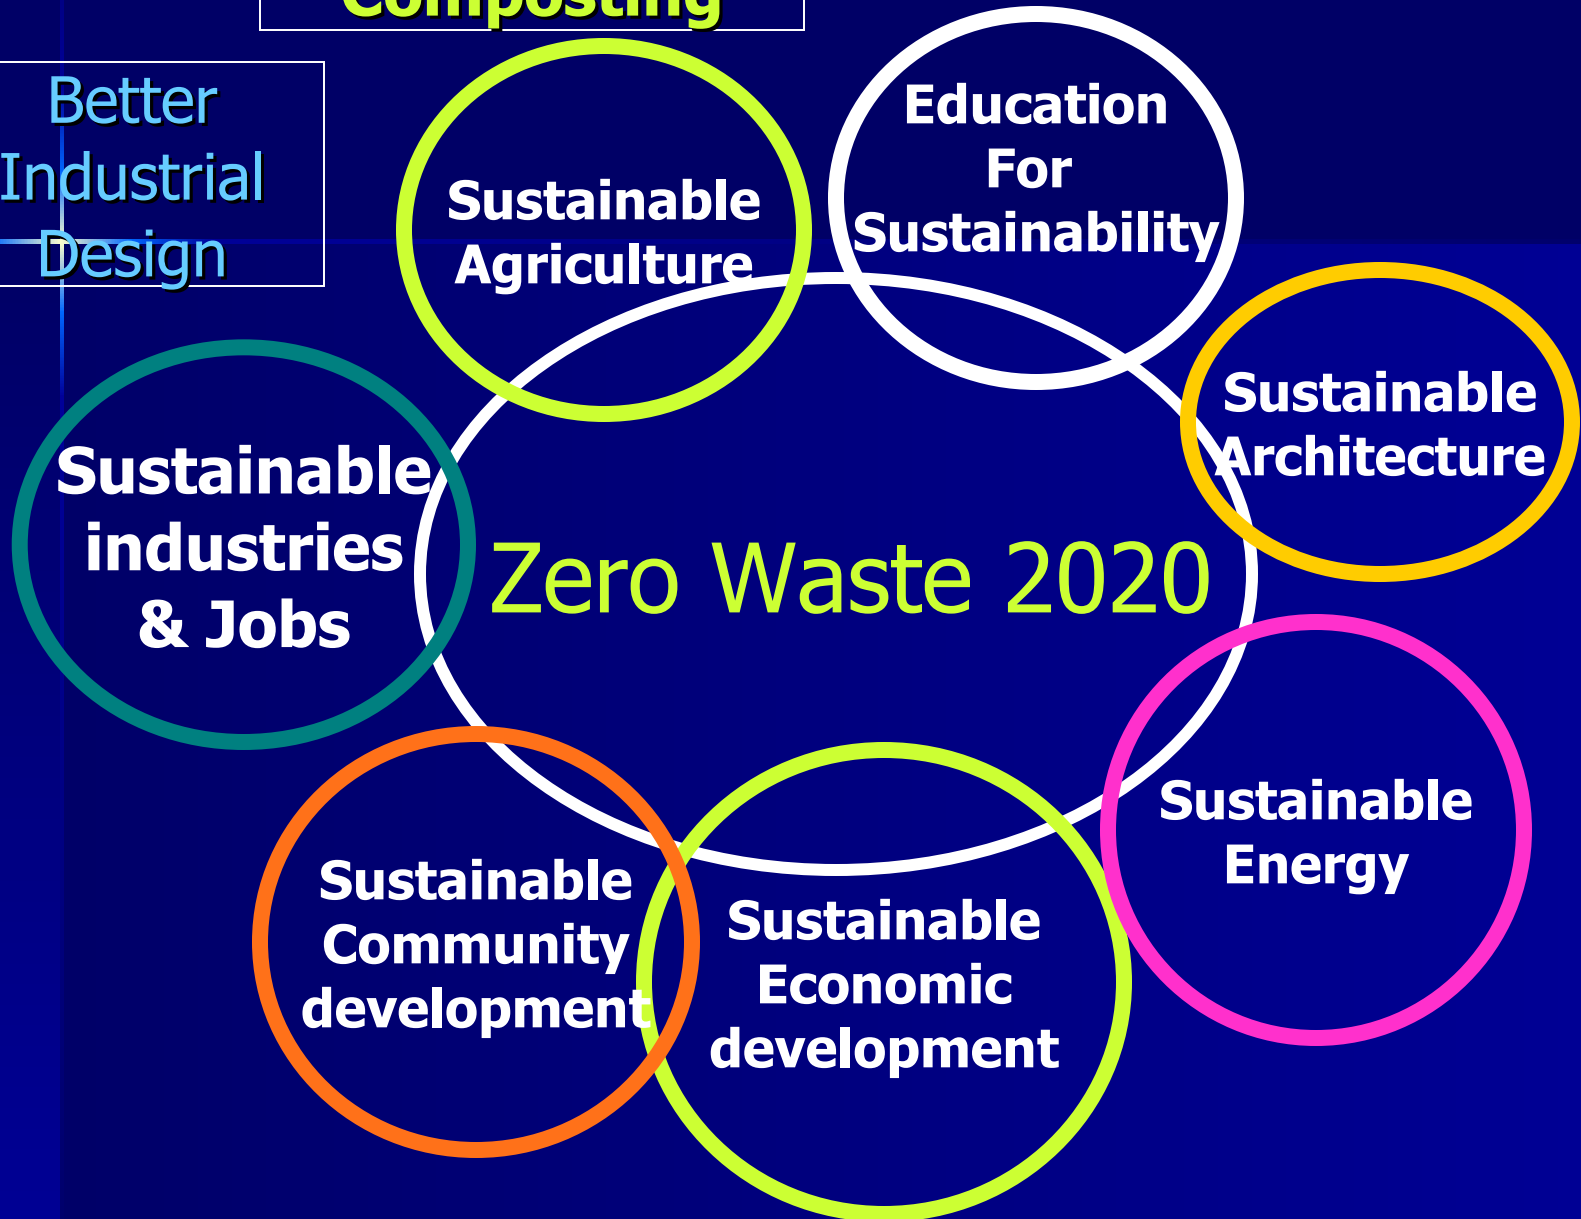 Composting
Better
Industrial
Design
Sustainable
Agriculture
Education
For
Sustainability
Sustainable
Architecture
Sustainable
industries
& Jobs
Zero Waste 2020
Sustainable
Energy
Sustainable
Community
development
Sustainable
Economic
development